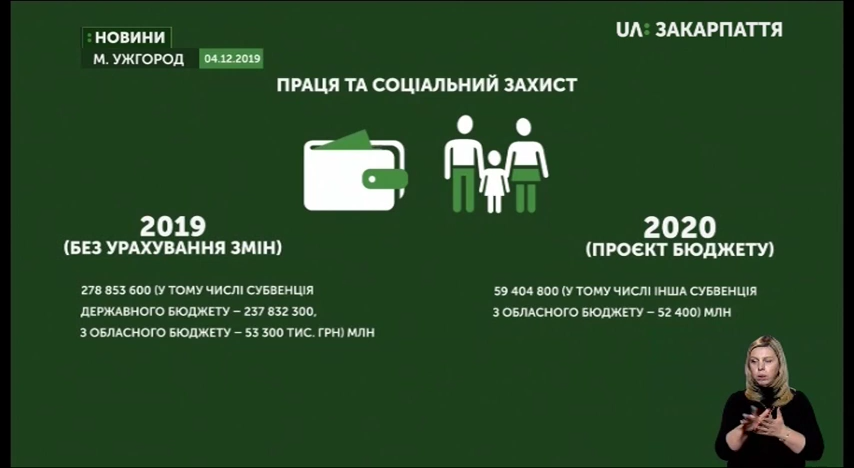 : НОВИНИ
М. УЖГОРОД 04.12.2019
UA: ЗАКАРПАТТЯ
ПРАЦЯ ТА СОЦІАЛЬНИЙ ЗАХИСТ
2019
(БЕЗ УРАХУВАННЯ ЗМІН)
278 853 600 (У ТОМУ ЧИСЛІ СУБВЕНЦІЯ
ДЕРЖАВНОГО БЮДЖЕТУ – 237 832 300,
З ОБЛАСНОГО БЮДЖЕТУ – 53 300 ТИС. ГРН) МЛН
2020
(ПРОЄКТ БЮДЖЕТУ)
59 404 800 (У ТОМУ ЧИСЛІ ІНША СУБВЕНЦІЯ
З ОБЛАСНОГО БЮДЖЕТУ – 52 400) МЛН